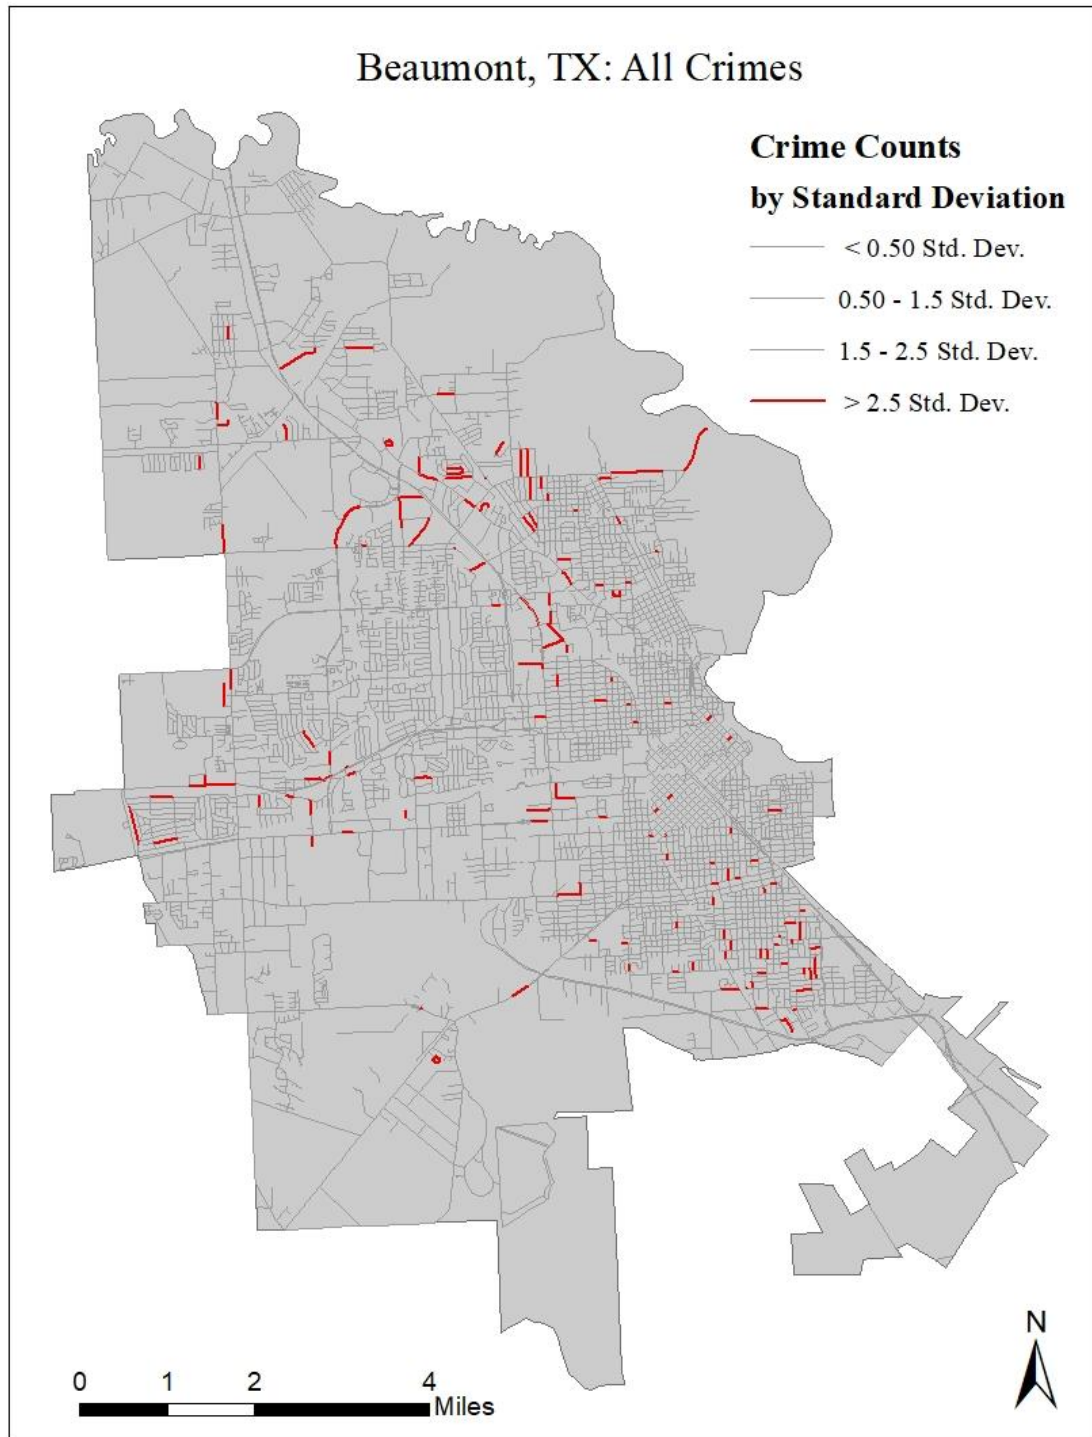 Beaumont, TX: All Crimes
Crime Counts
by Standard Deviation
< 0.50 Std. Dev.
0.50 - 1.5 Std. Dev.
1.5 - 2.5 Std. Dev.
> 2.5 Std. Dev.
N
0 1 2 4
Miles